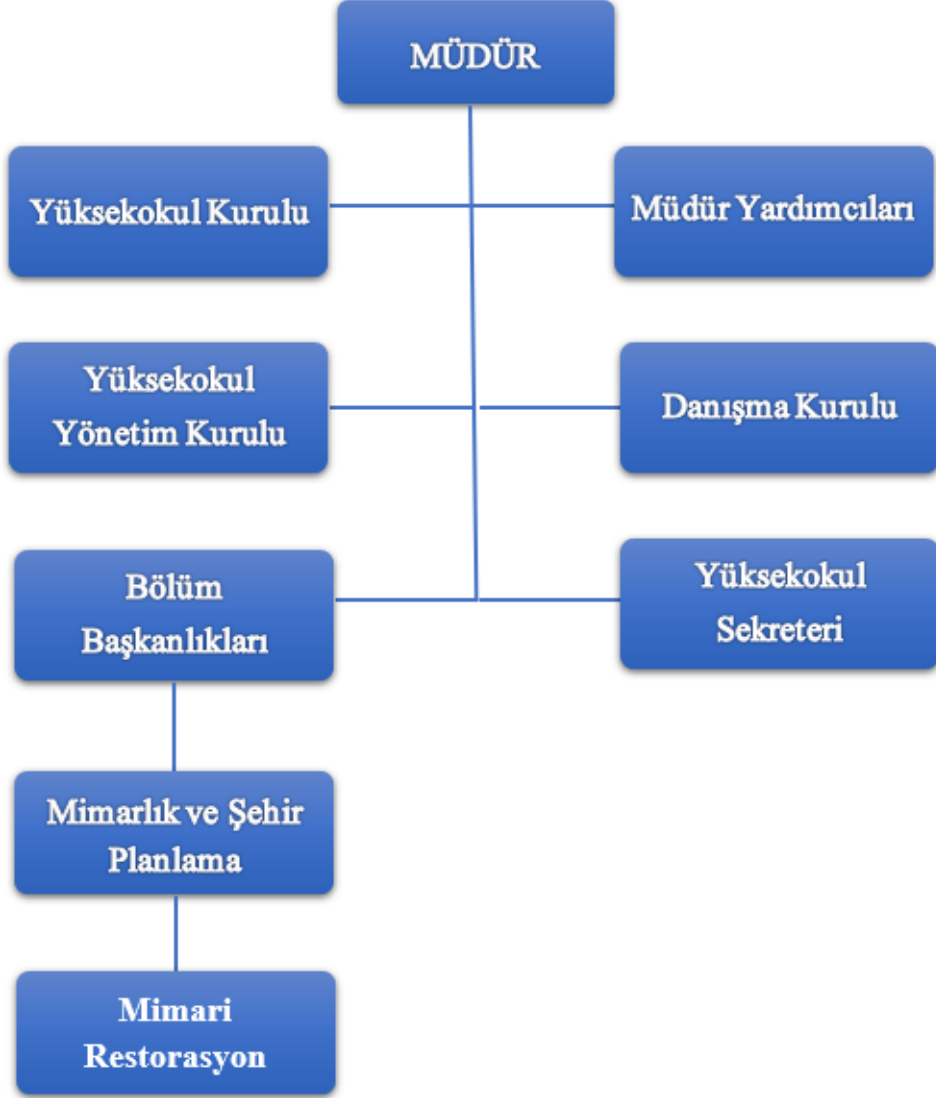 MÜDÜR
Yüksekokul Kurulu
Müdür Yardımcıları
Yüksekokul
Yönetim Kurulu
Danışma Kurulu
Bölüm
Başkanlıkları
Yüksekokul
Sekreteri
Mimarlık ve Şehir
Planlama
Mimari
Restorasyon